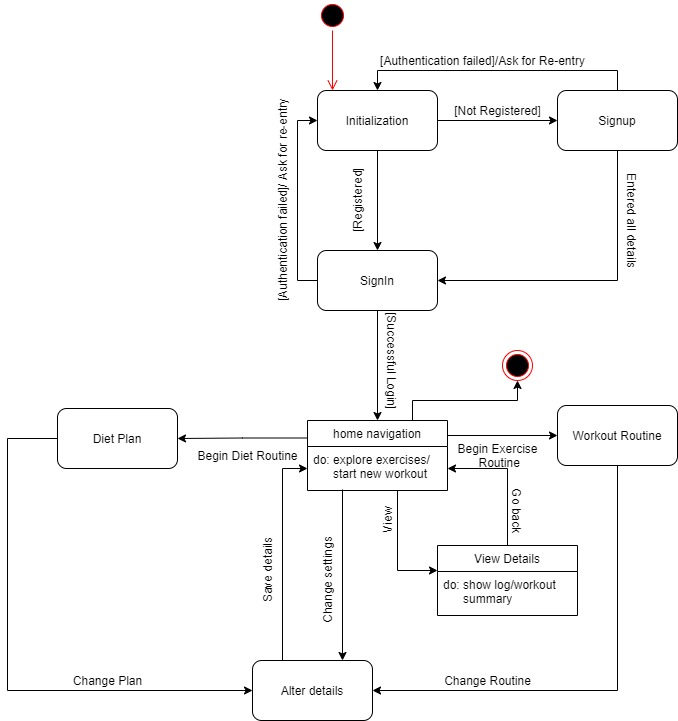 [Authentication failed]/Ask for Re-entry
Initialization
[Not Registered]
Signup
[Authentication failed]/ Ask for re-entry
[Registered]
Entered all details
SignIn
[Successful Login]
Diet Plan
home navigation
Workout Routine
Begin Diet Routine
do: explore exercises/
start new workout
Begin Exercise
Routine
View
Go back
Save details
Change settings
View Details
do: show log/workout
summary
Change Plan
Alter details
Change Routine